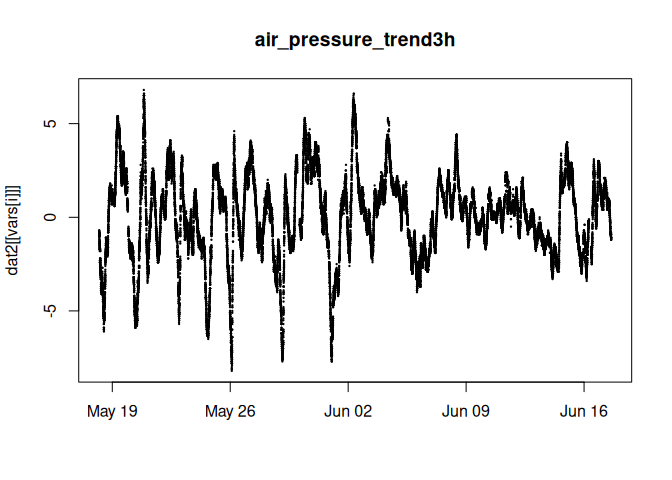 air_pressure_trend3h
dat2[[vars[i]]]
5
0
-5
May 19
May 26
Jun 02
Jun 09
Jun 16